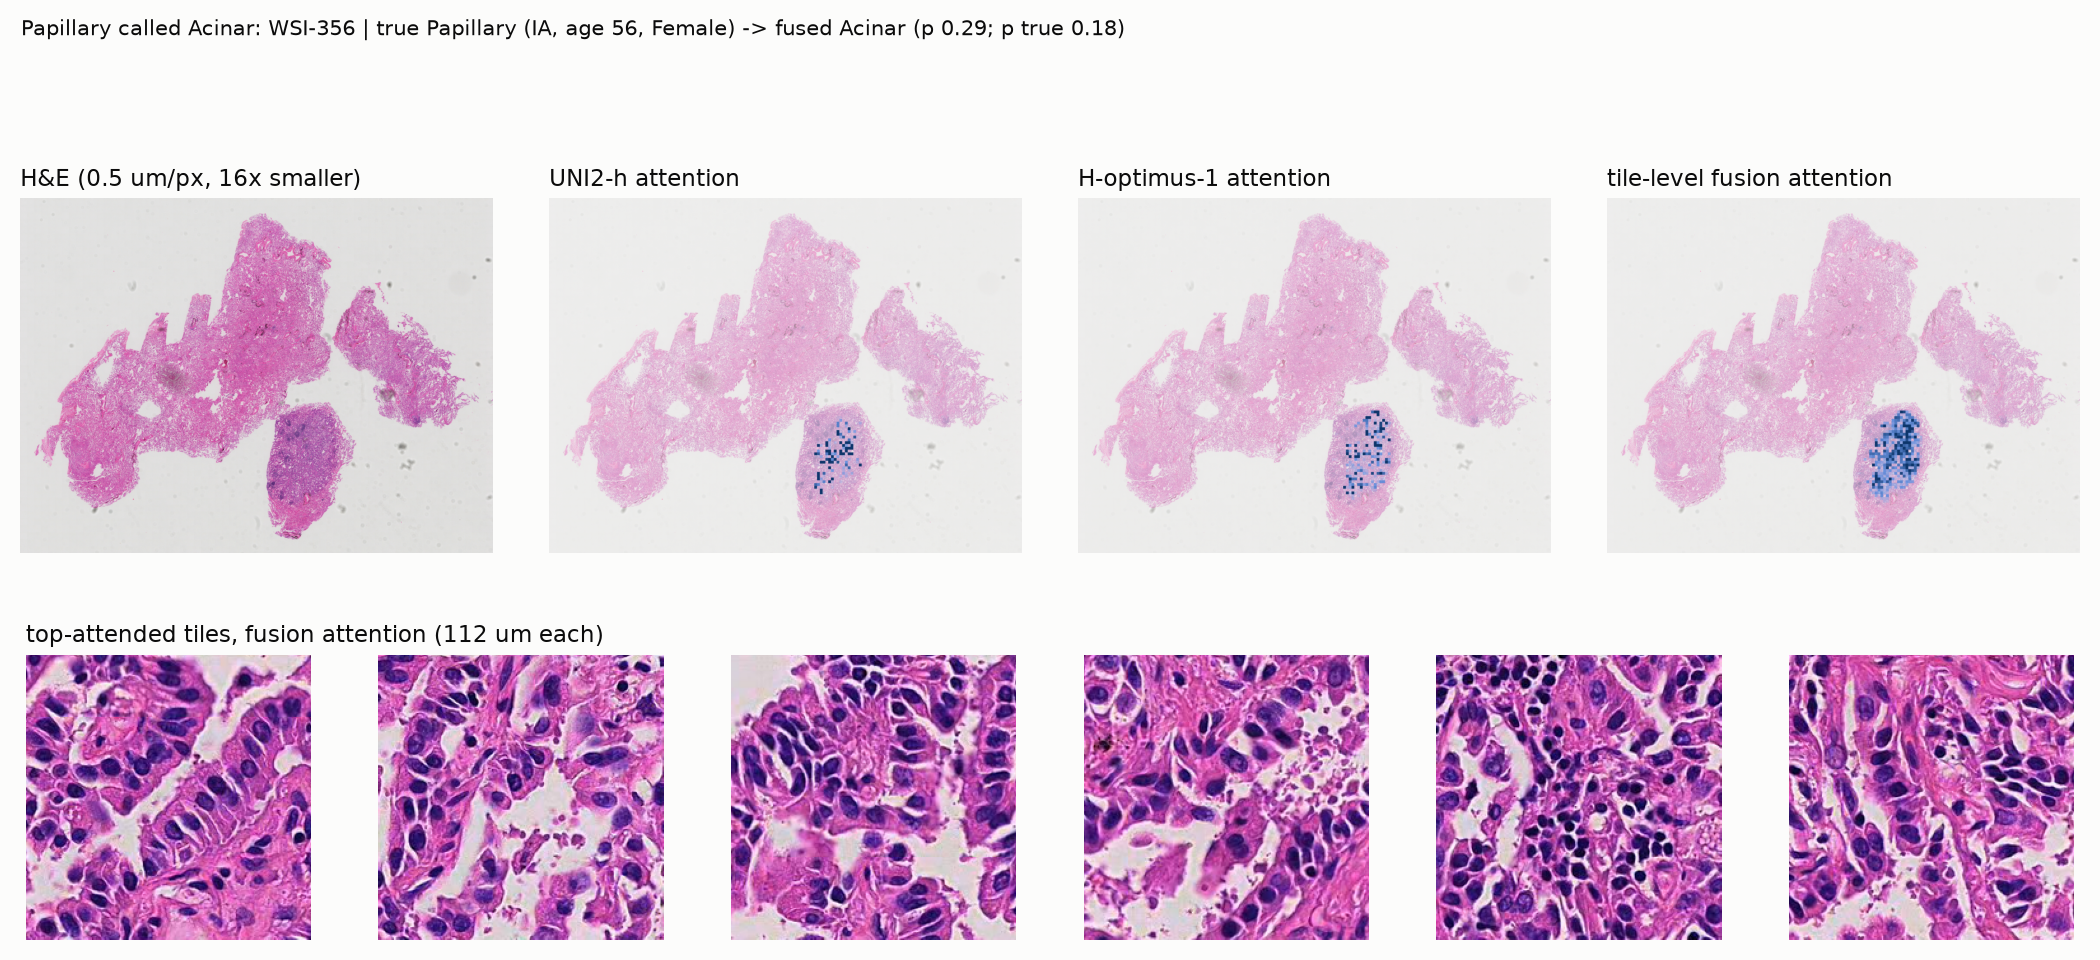 Papillary called Acinar: WSI-356 | true Papillary (IA, age 56, Female) -> fused Acinar (p 0.29; p true 0.18)
H&E (0.5 um/px, 16x smaller)
UNI2-h attention
H-optimus-1 attention
tile-level fusion attention
top-attended tiles, fusion attention (112 um each)